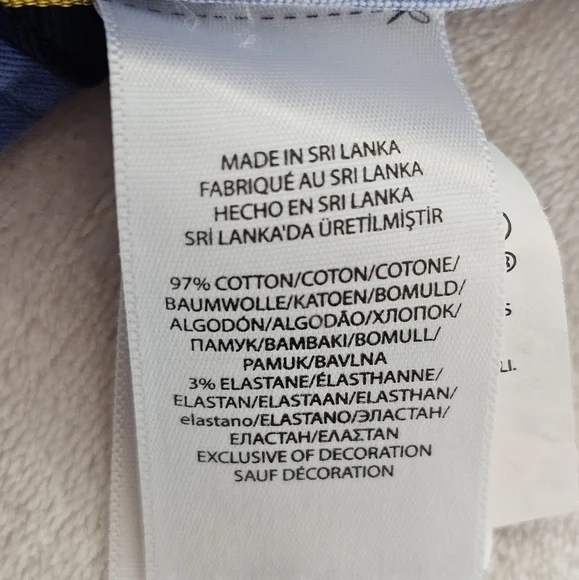 MADE IN SRI LANKA
FABRIQUÉ AU SRI LANKA
HECHO EN SRI LANKA
SRİ LANKA'DA ÜRETİLMİŞTİR
97% COTTON/COTON/COTONE/
BAUMWOLLE/KATOEN/BOMULD/
ALGODÓN/ALGODÃO/ХЛОПОК/
ПАМУК/BAMBAKI/BOMULL/
PAMUK/BAVLNA
3% ELASTANE/ÉLASTHANNE/
ELASTAN/ELASTAAN/ELASTHAN/
elastano/ELASTANO/ЭЛАСТАН/
ЕЛАСТАН/ΕΛΑΣΤΑΝ
EXCLUSIVE OF DECORATION
SAUF DÉCORATION